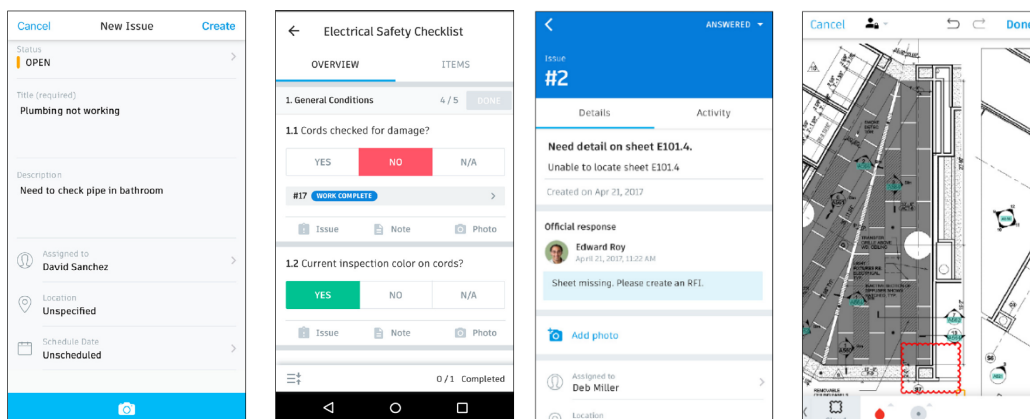 Cancel New Issue Create
Status
OPEN
Title (required)
Plumbing not working
Description
Need to check pipe in bathroom
Assigned to
David Sanchez
Location
Unspecified
Schedule Date
Unscheduled
Electrical Safety Checklist
OVERVIEW ITEMS
1. General Conditions 4 / 5 DONE
1.1 Cords checked for damage?
YES NO N/A
#17 WORK COMPLETE
Issue Note Photo
1.2 Current inspection color on cords?
YES NO N/A
Issue Note Photo
0 / 1 Completed
ANSWERED
Issue
#2
Details Activity
Need detail on sheet E101.4.
Unable to locate sheet E101.4
Created on Apr 21, 2017
Official response
Edward Roy
April 21, 2017, 11:22 AM
Sheet missing. Please create an RFI.
Add photo
Assigned to
Deb Miller
Location
Cancel Done